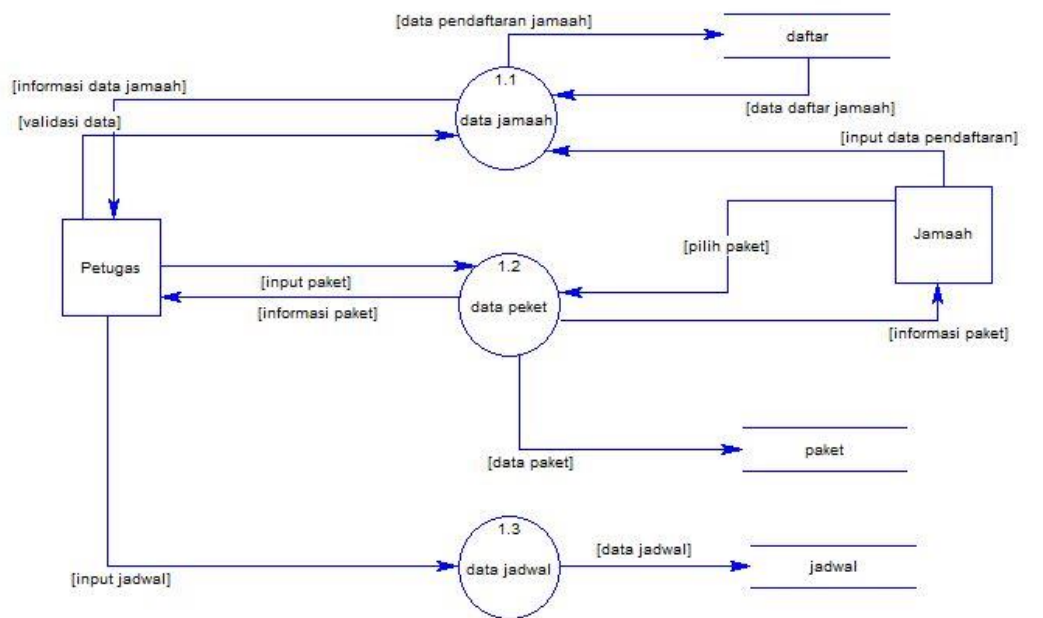 [data pendaftaran jamaah]
daftar
1.1
data jamaah
[informasi data jamaah]
[validasi data]
[data daftar jamaah]
[input data pendaftaran]
Jamaah
[pilih paket]
Petugas
1.2
data peket
[input paket]
[informasi paket]
[informasi paket]
paket
[data paket]
1.3
data jadwal
[data jadwal]
jadwal
[input jadwal]